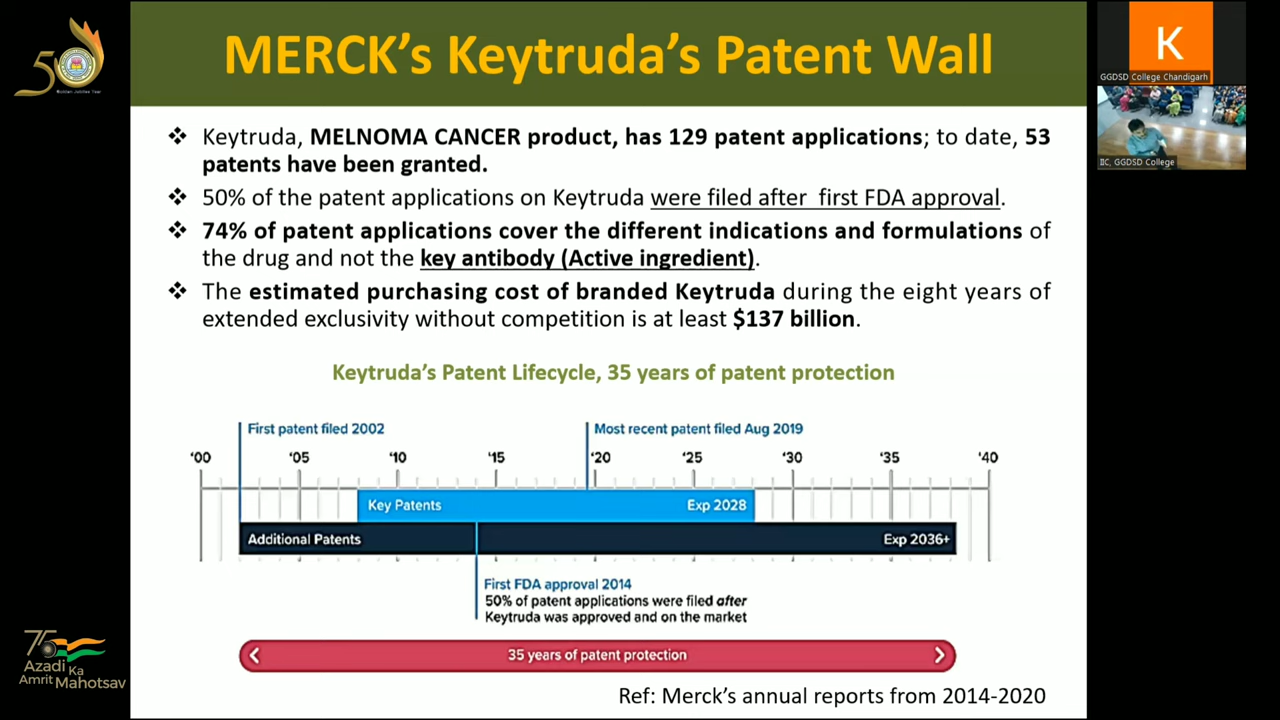 MERCK’s Keytruda’s Patent Wall
❖ Keytruda, MELNOMA CANCER product, has 129 patent applications; to date, 53
patents have been granted.
❖ 50% of the patent applications on Keytruda were filed after first FDA approval.
❖ 74% of patent applications cover the different indications and formulations of
the drug and not the key antibody (Active ingredient).
❖ The estimated purchasing cost of branded Keytruda during the eight years of
extended exclusivity without competition is at least $137 billion.
Keytruda’s Patent Lifecycle, 35 years of patent protection
First patent filed 2002
Most recent patent filed Aug 2019
‘00 ‘05 ‘10 ‘15 ‘20 ‘25 ‘30 ‘35 ‘40
Key Patents Exp 2028
Additional Patents Exp 2036+
First FDA approval 2014
50% of patent applications were filed after
Keytruda was approved and on the market
35 years of patent protection
Ref: Merck’s annual reports from 2014-2020
50
Golden Jubilee Year
75
Azadi Ka
Amrit Mahotsav
K
GGDSD College Chandigarh
IIC, GGDSD College